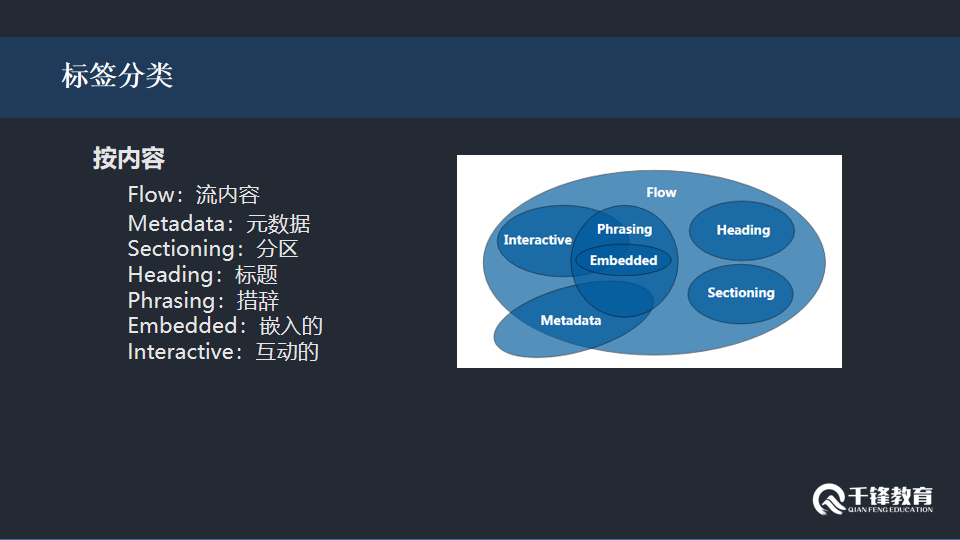 标签分类
按内容
Flow：流内容
Metadata：元数据
Sectioning：分区
Heading：标题
Phrasing：措辞
Embedded：嵌入的
Interactive：互动的
Flow
Interactive
Phrasing
Heading
Embedded
Sectioning
Metadata
千锋教育
QIAN FENG EDUCATION